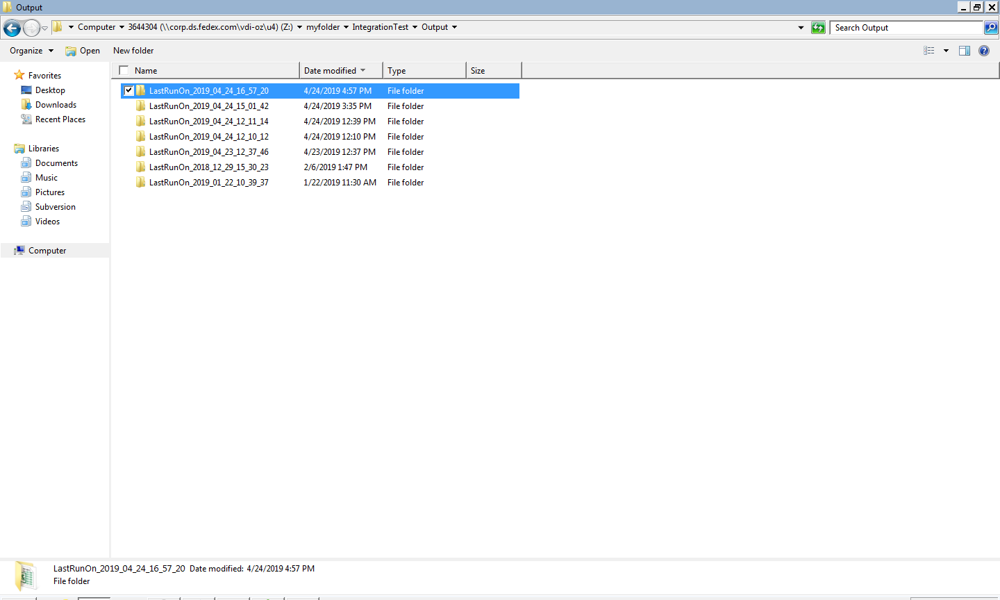 Output
Computer 3644304 (\\corp.ds.fedex.com\vdi-oz\u4) (Z:) myfolder IntegrationTest Output
Search Output
Organize Open New folder
Favorites
Desktop
Downloads
Recent Places
Libraries
Documents
Music
Pictures
Subversion
Videos
Computer
Name Date modified Type Size
LastRunOn_2019_04_24_16_57_20 4/24/2019 4:57 PM File folder
LastRunOn_2019_04_24_15_01_42 4/24/2019 3:35 PM File folder
LastRunOn_2019_04_24_12_11_14 4/24/2019 12:39 PM File folder
LastRunOn_2019_04_24_12_10_12 4/24/2019 12:10 PM File folder
LastRunOn_2019_04_23_12_37_46 4/23/2019 12:37 PM File folder
LastRunOn_2018_12_29_15_30_23 2/6/2019 1:47 PM File folder
LastRunOn_2019_01_22_10_39_37 1/22/2019 11:30 AM File folder
LastRunOn_2019_04_24_16_57_20 Date modified: 4/24/2019 4:57 PM
File folder